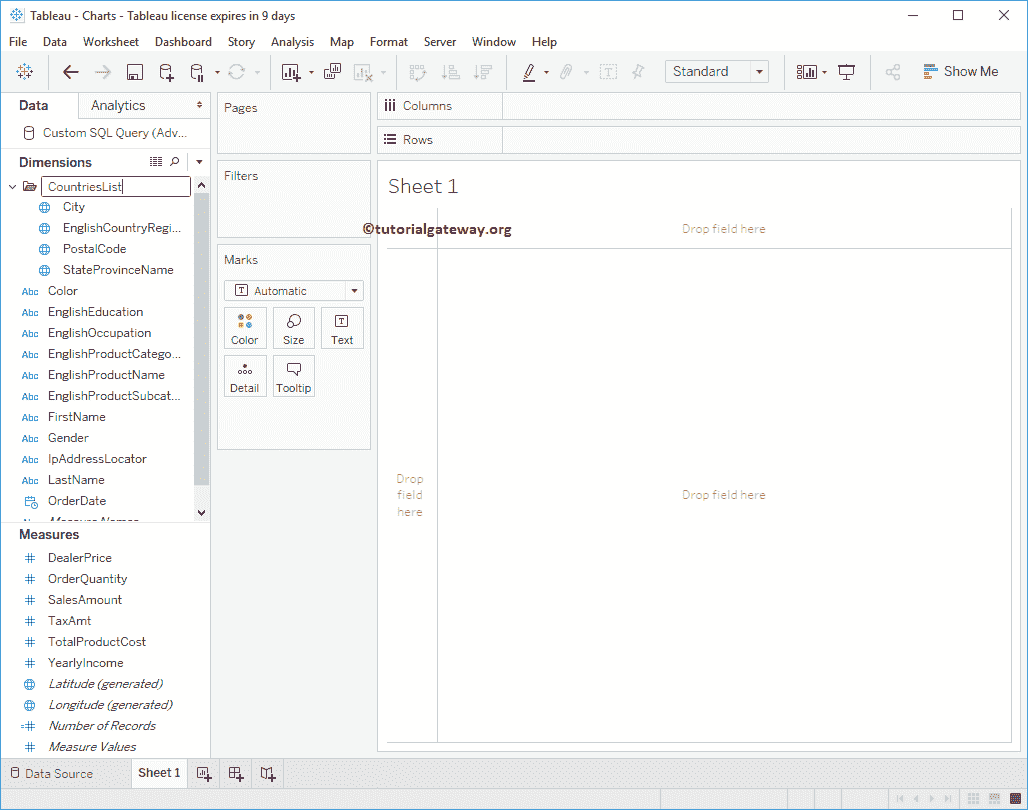 Tableau - Charts - Tableau license expires in 9 days
File Data Worksheet Dashboard Story Analysis Map Format Server Window Help
Standard
Show Me
Data Analytics
Custom SQL Query (Adv...
Dimensions
CountriesList
City
EnglishCountryRegi...
PostalCode
StateProvinceName
Abc Color
Abc EnglishEducation
Abc EnglishOccupation
Abc EnglishProductCatego...
Abc EnglishProductName
Abc EnglishProductSubcat...
Abc FirstName
Abc Gender
Abc IpAddressLocator
Abc LastName
OrderDate
Measure Names
Measures
# DealerPrice
# OrderQuantity
# SalesAmount
# TaxAmt
# TotalProductCost
# YearlyIncome
Latitude (generated)
Longitude (generated)
=# Number of Records
# Measure Values
Pages
Filters
Marks
T Automatic
Color Size T Text
Detail Tooltip
Columns
Rows
Sheet 1
©tutorialgateway.org
Drop field here
Drop
field
here
Drop field here
Data Source Sheet 1